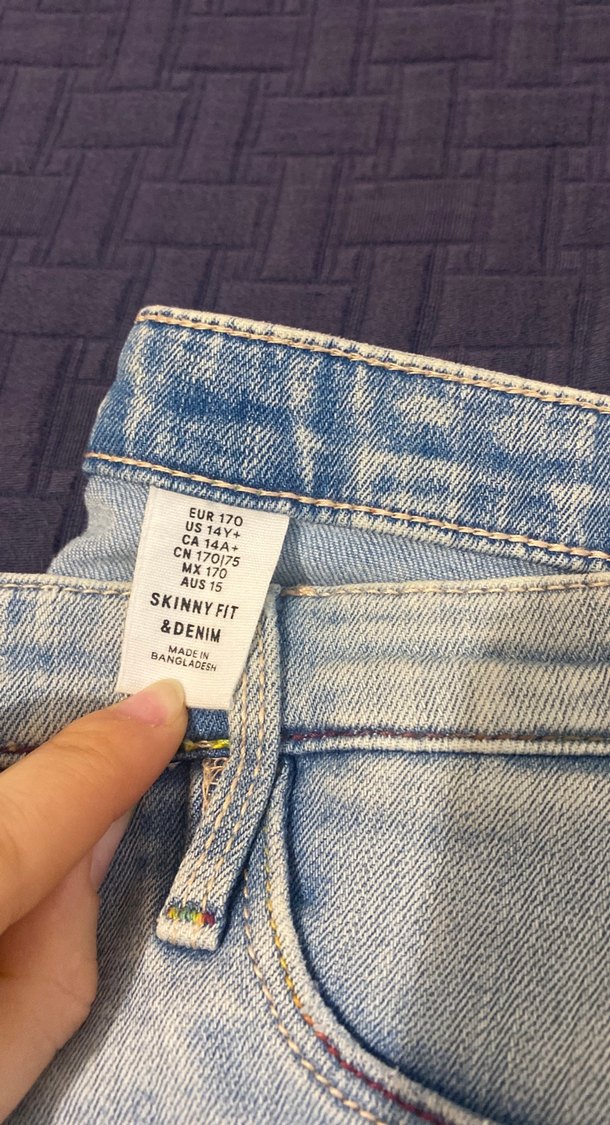 EUR 170
US 14Y+
CA 14A+
CN 170|75
MX 170
AUS 15
SKINNY FIT
&DENIM
MADE IN
BANGLADESH